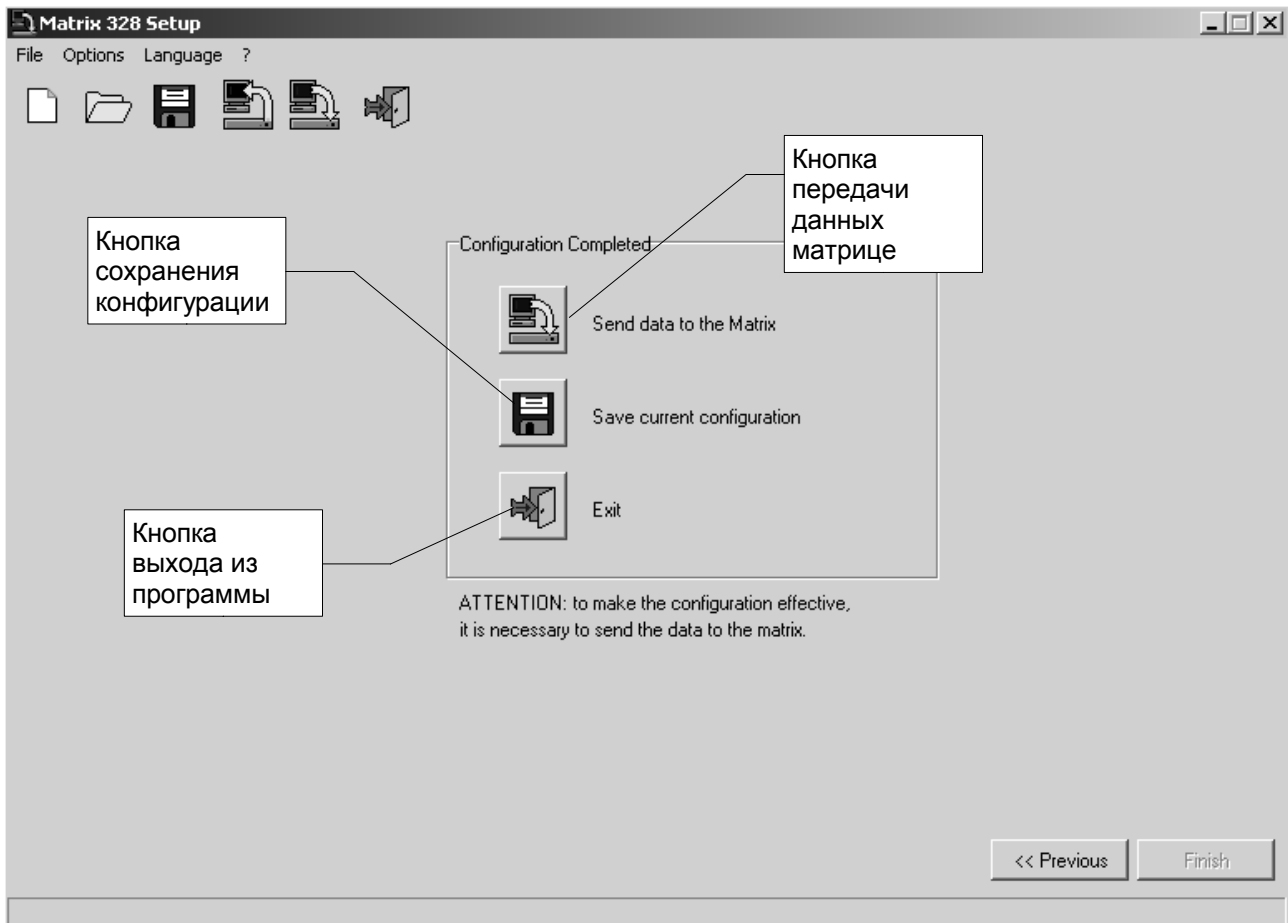 Matrix 328 Setup
File Options Language ?
Кнопка
передачи
данных
матрице
Кнопка
сохранения
конфигурации
Configuration Completed
Send data to the Matrix
Save current configuration
Exit
Кнопка
выхода из
программы
ATTENTION: to make the configuration effective,
it is necessary to send the data to the matrix.
<< Previous
Finish